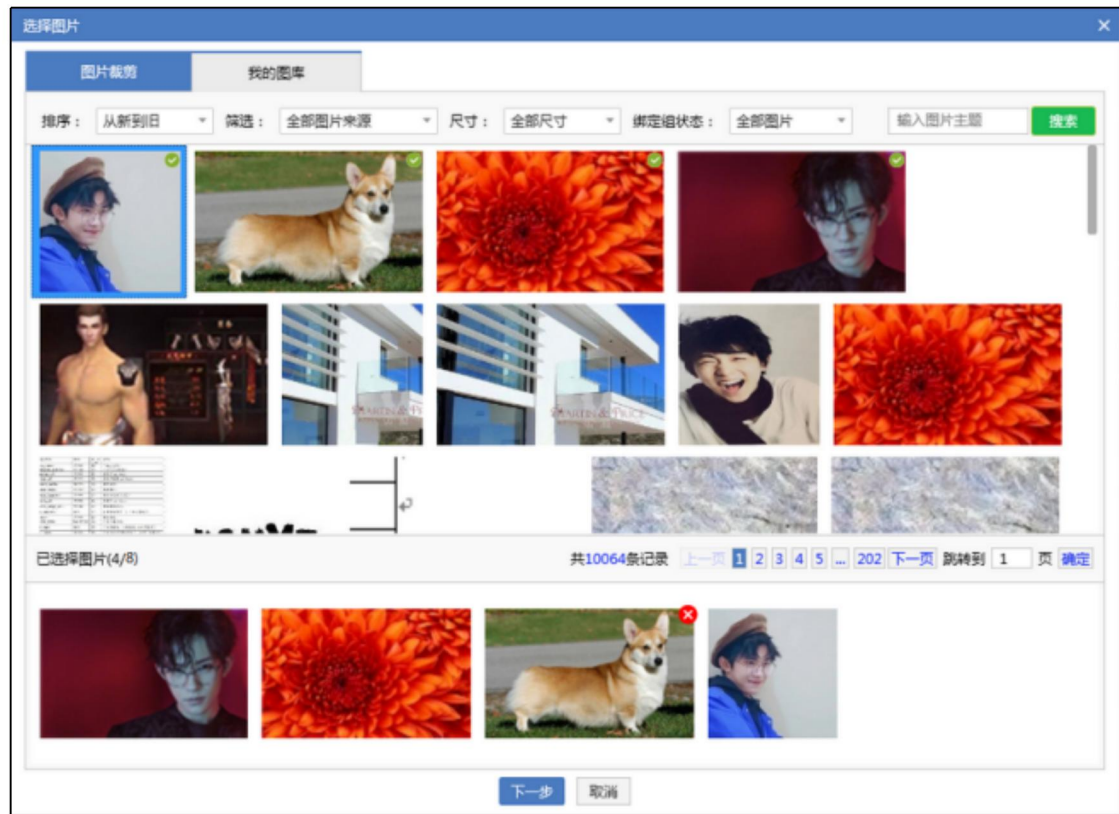 选择图片 ×
图片裁剪 我的图库
排序： 从新到旧 筛选： 全部图片来源 尺寸： 全部尺寸 绑定组状态： 全部图片 输入图片主题 搜索
MARTIN & PRICE
已选择图片(4/8) 共10064条记录 上一页 1 2 3 4 5 ... 202 下一页 跳转到 1 页 确定
下一步 取消